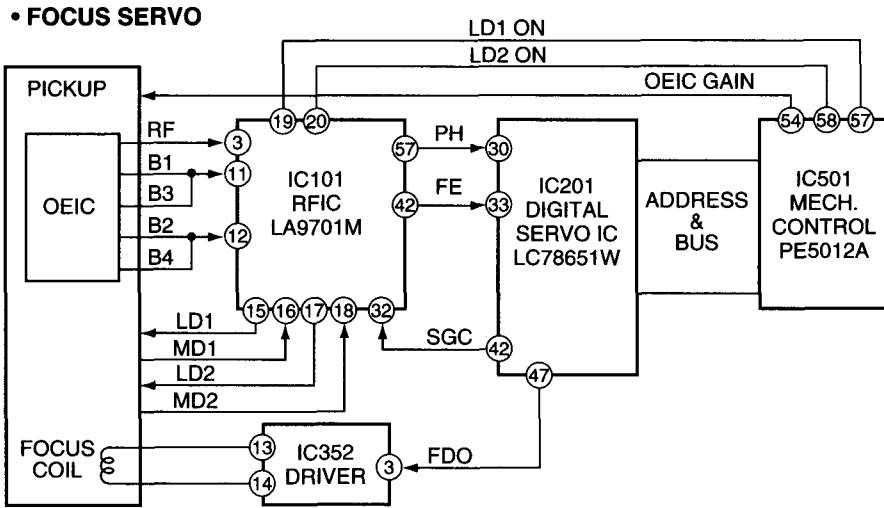 • FOCUS SERVO
LD1 ON
LD2 ON
OEIC GAIN
PICKUP
19
20
54
58
57
OEIC
RF
B1
B3
B2
B4
3
11
12
IC101
RFIC
LA9701M
57
42
PH
FE
30
33
IC201
DIGITAL
SERVO IC
LC78651W
ADDRESS
&
BUS
IC501
MECH.
CONTROL
PE5012A
15
16
17
18
32
LD1
MD1
LD2
MD2
SGC
42
47
FOCUS
COIL
13
14
IC352
DRIVER
3
FDO